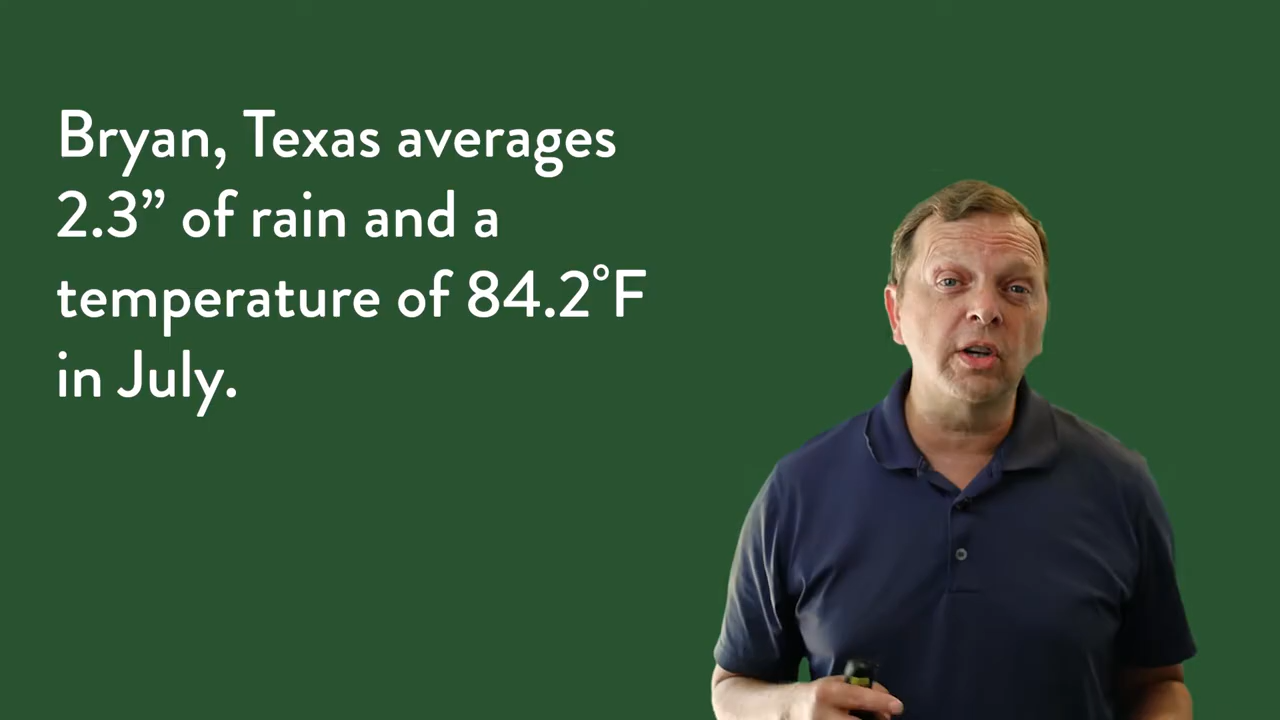 Bryan, Texas averages
2.3” of rain and a
temperature of 84.2°F
in July.